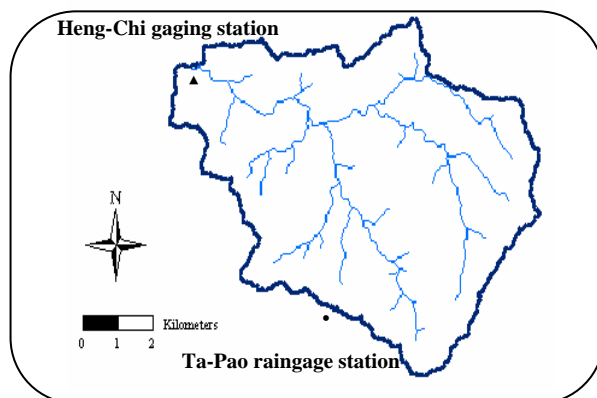 Heng-Chi gaging station
N
Kilometers
0 1 2
Ta-Pao raingage station